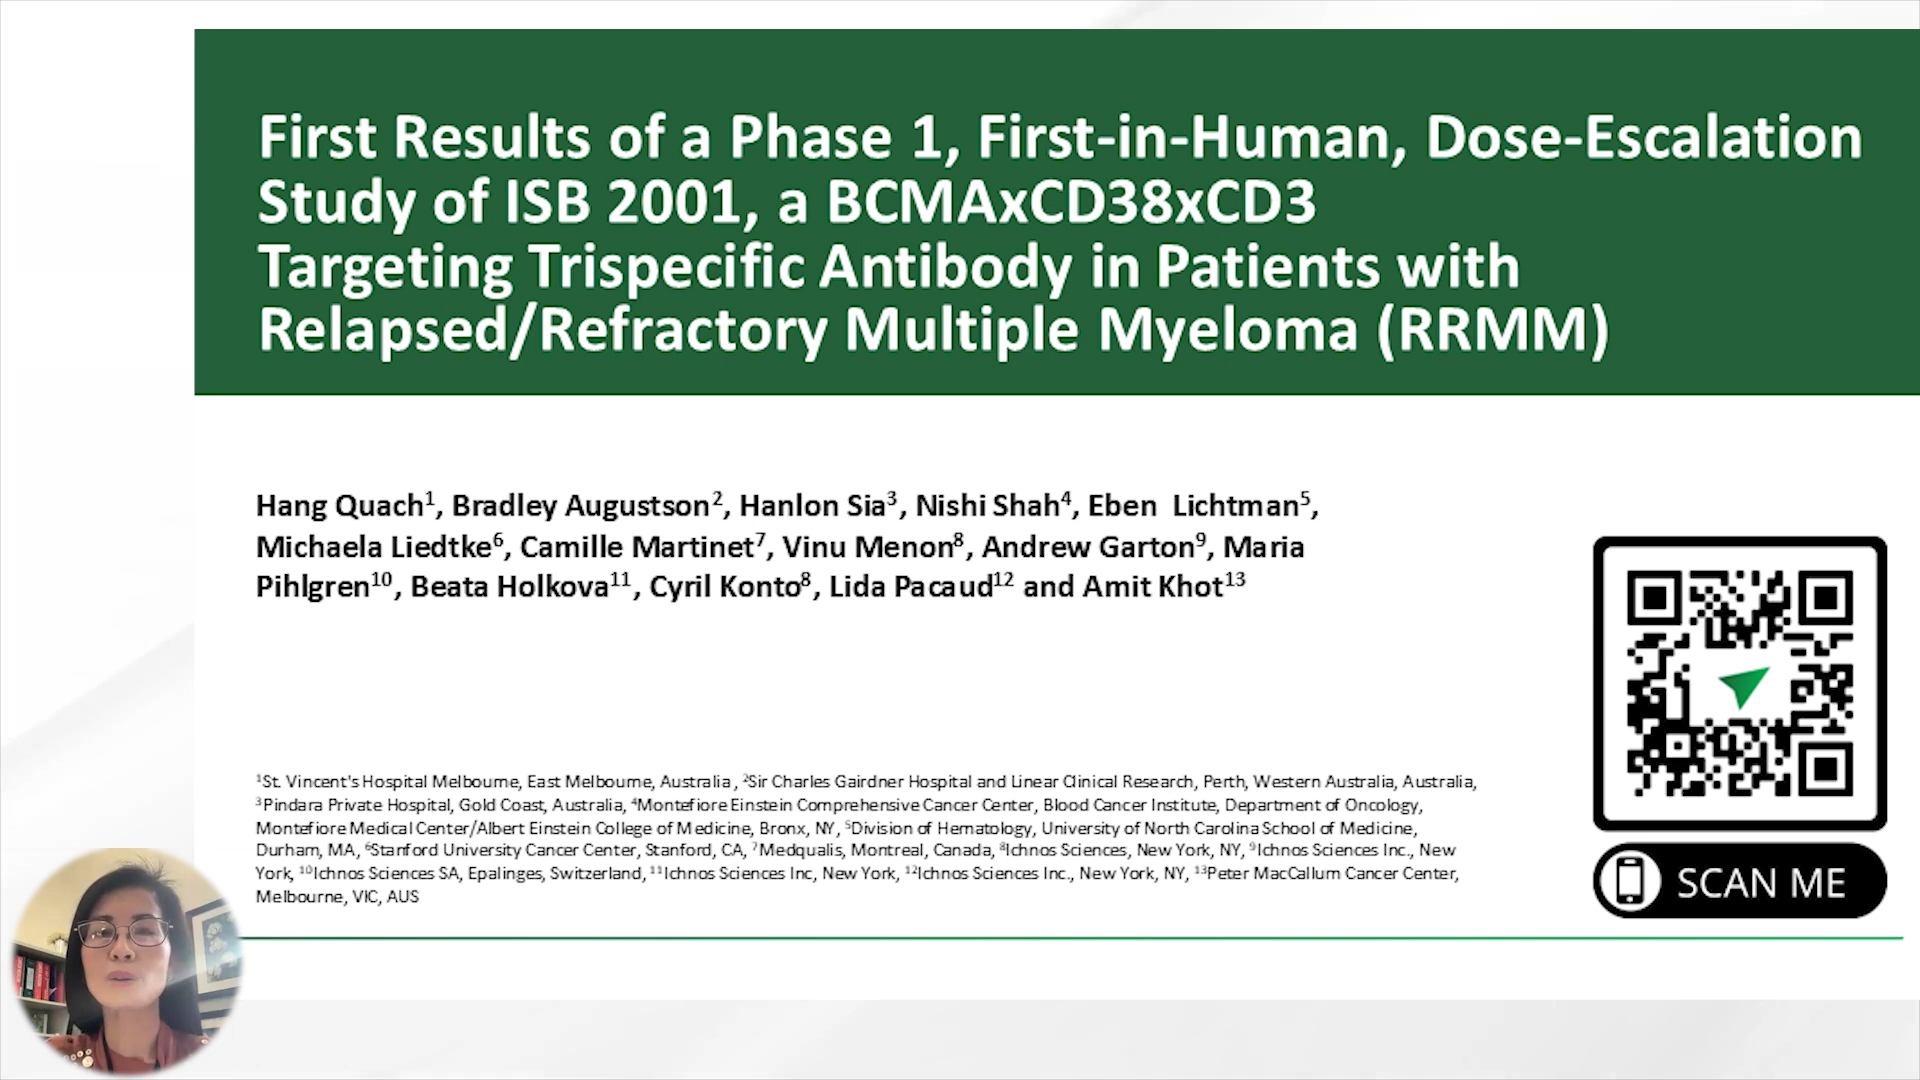 First Results of a Phase 1, First-in-Human, Dose-Escalation
Study of ISB 2001, a BCMAxCD38xCD3
Targeting Trispecific Antibody in Patients with
Relapsed/Refractory Multiple Myeloma (RRMM)
Hang Quach¹, Bradley Augustson², Hanlon Sia³, Nishi Shah⁴, Eben Lichtman⁵,
Michaela Liedtke⁶, Camille Martinet⁷, Vinu Menon⁸, Andrew Garton⁹, Maria
Pihlgren¹⁰, Beata Holkova¹¹, Cyril Konto⁸, Lida Pacaud¹² and Amit Khot¹³
¹St. Vincent's Hospital Melbourne, East Melbourne, Australia, ²Sir Charles Gairdner Hospital and Linear Clinical Research, Perth, Western Australia, Australia,
³Pindara Private Hospital, Gold Coast, Australia, ⁴Montefiore Einstein Comprehensive Cancer Center, Blood Cancer Institute, Department of Oncology,
Montefiore Medical Center/Albert Einstein College of Medicine, Bronx, NY, ⁵Division of Hematology, University of North Carolina School of Medicine,
Durham, MA, ⁶Stanford University Cancer Center, Stanford, CA, ⁷Medqualis, Montreal, Canada, ⁸Ichnos Sciences, New York, NY, ⁹Ichnos Sciences Inc., New
York, ¹⁰Ichnos Sciences SA, Epalinges, Switzerland, ¹¹Ichnos Sciences Inc, New York, ¹²Ichnos Sciences Inc., New York, NY, ¹³Peter MacCallum Cancer Center,
Melbourne, VIC, AUS
SCAN ME